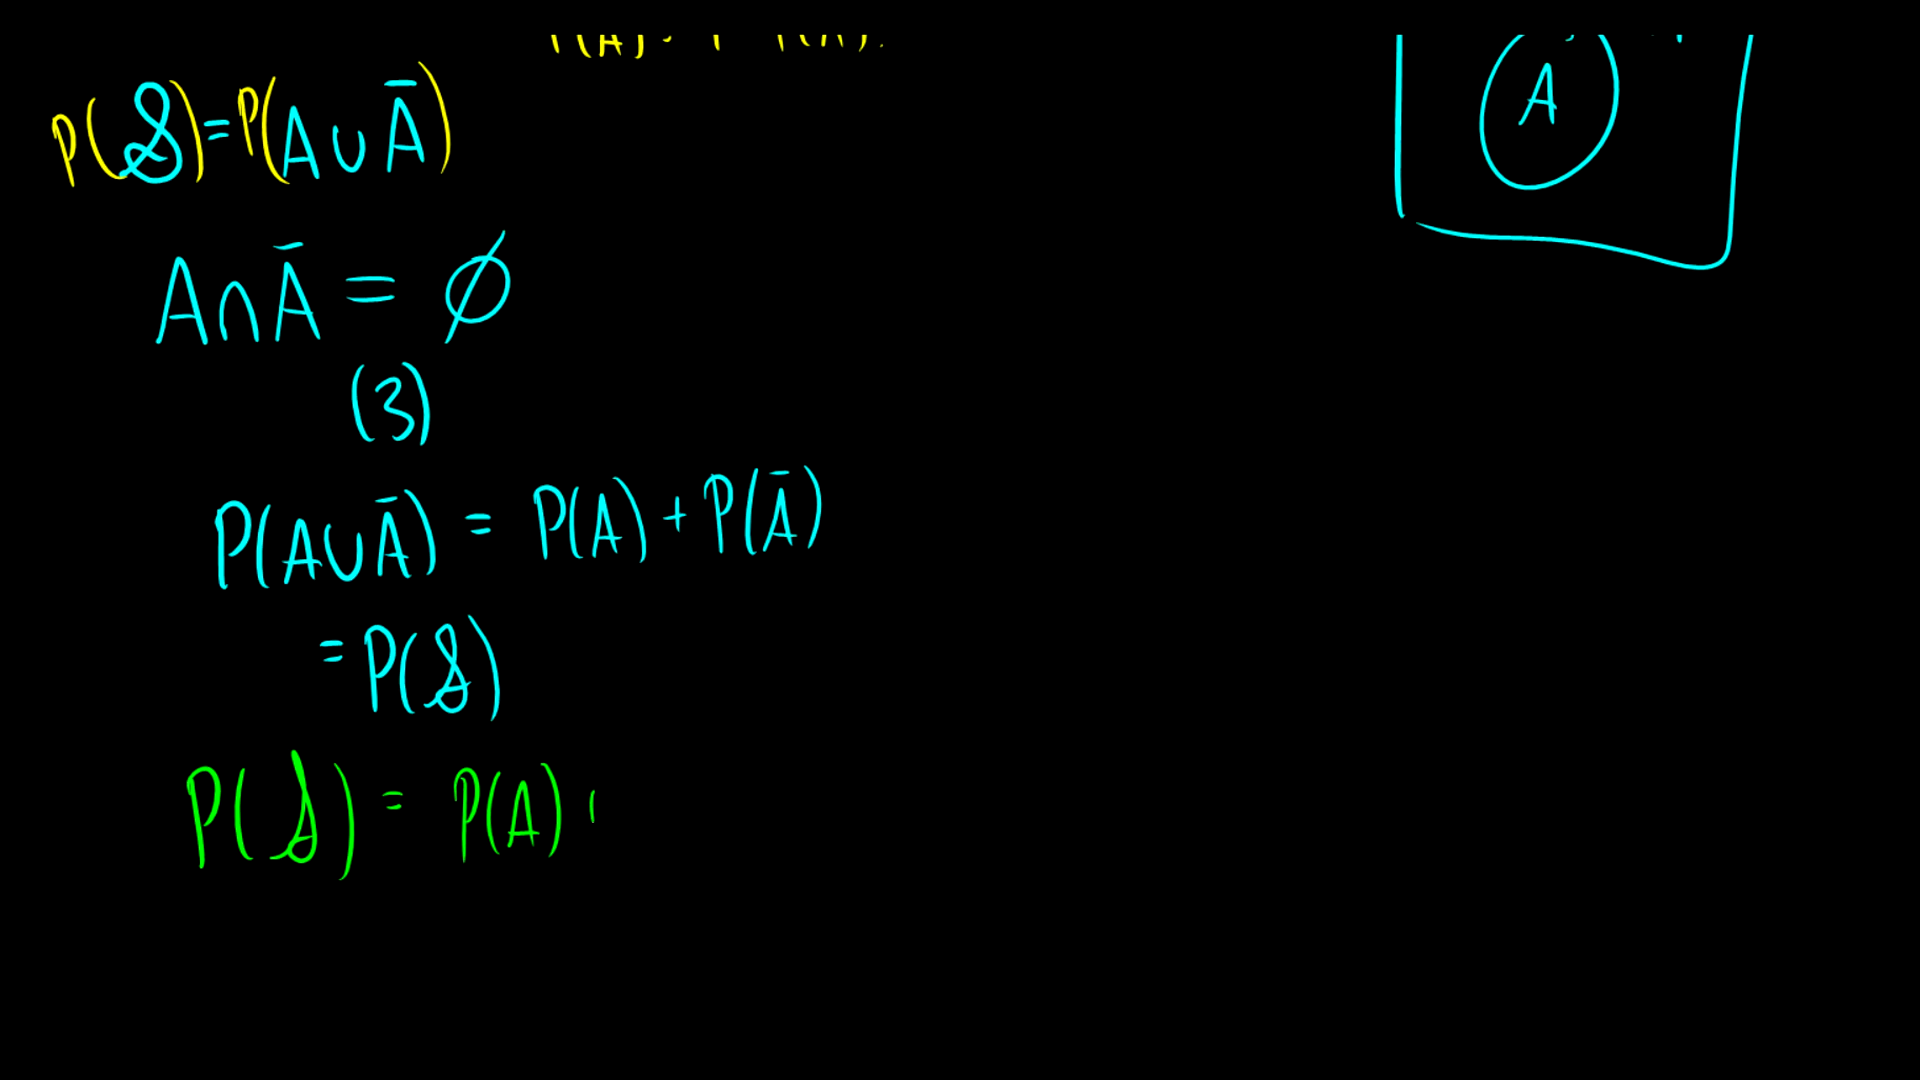 P(S)=P(A∪Ā)
A
A∩Ā = ∅
(3)
P(A∪Ā) = P(A) + P(Ā)
= P(S)
P(S) = P(A)